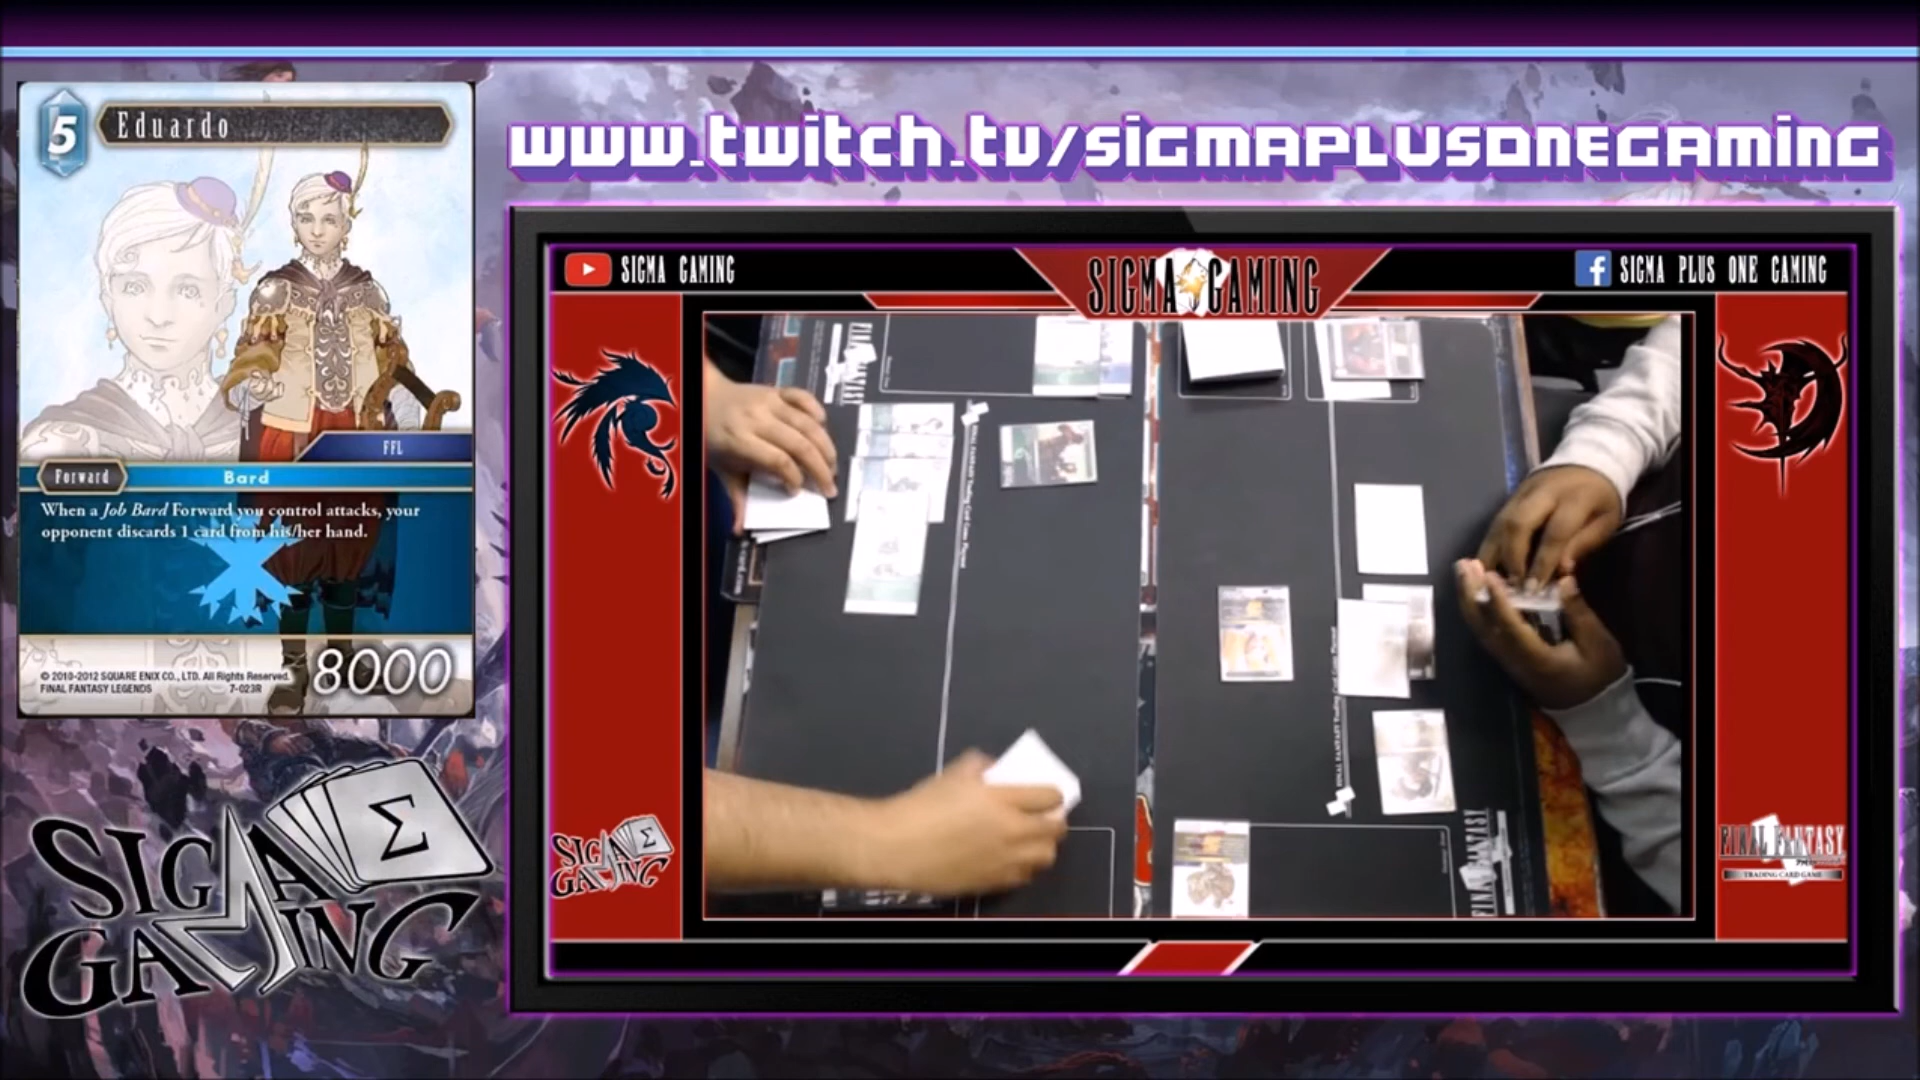 5
Eduardo
FFL
Forward
Bard
When a Job Bard Forward you control attacks, your
opponent discards 1 card from his/her hand.
© 2010-2012 SQUARE ENIX CO., LTD. All Rights Reserved.
FINAL FANTASY LEGENDS 7-023R
8000
SIGMA
GAMING
Σ
www.twitch.tv/sigmaplusonegaming
SIGMA GAMING
SIGMA GAMING
SIGMA PLUS ONE GAMING
SIGMA
GAMING
Σ
FINAL FANTASY
TRADING CARD GAME
FINAL FANTASY